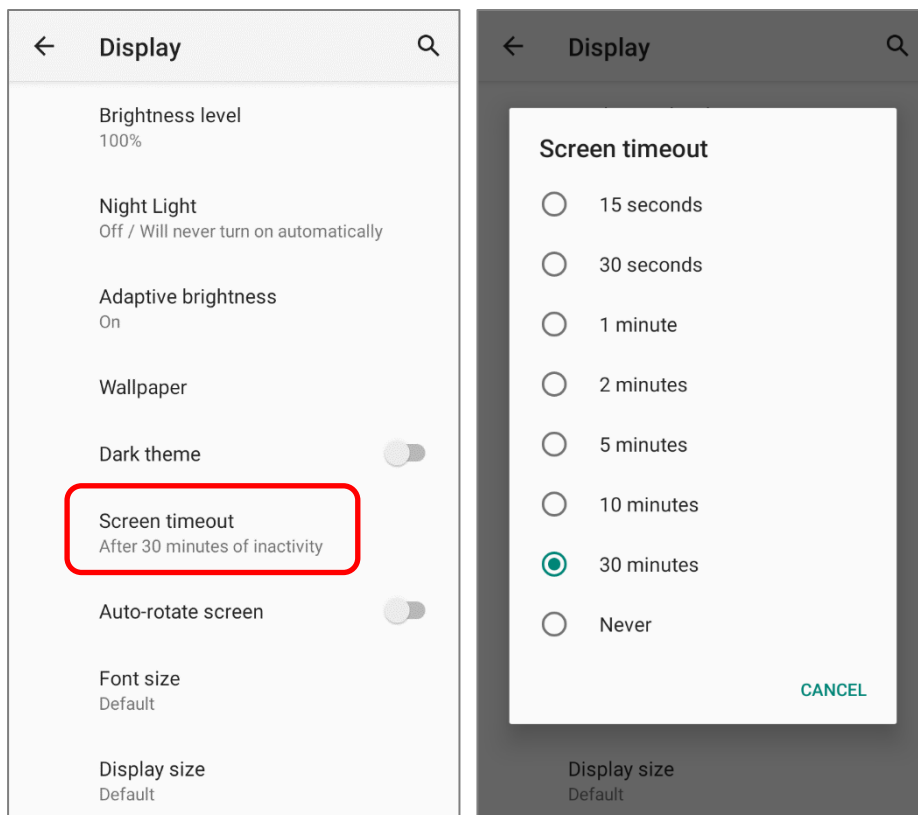 Display
Brightness level
100%
Night Light
Off / Will never turn on automatically
Adaptive brightness
On
Wallpaper
Dark theme
Screen timeout
After 30 minutes of inactivity
Auto-rotate screen
Font size
Default
Display size
Default
Display
Screen timeout
15 seconds
30 seconds
1 minute
2 minutes
5 minutes
10 minutes
30 minutes
Never
CANCEL
Display size
Default